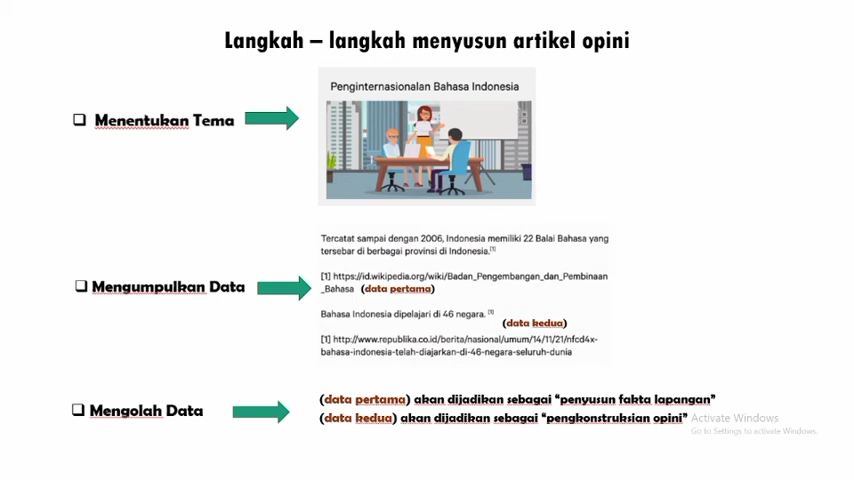 Langkah – langkah menyusun artikel opini
❑ Menentukan Tema
Penginternasionalan Bahasa Indonesia
Tercatat sampai dengan 2006, Indonesia memiliki 22 Balai Bahasa yang
tersebar di berbagai provinsi di Indonesia.[1]
❑ Mengumpulkan Data
[1] https://id.wikipedia.org/wiki/Badan_Pengembangan_dan_Pembinaan
_Bahasa (data pertama)
Bahasa Indonesia dipelajari di 46 negara. [1]
(data kedua)
[1] http://www.republika.co.id/berita/nasional/umum/14/11/21/nfcd4x-
bahasa-indonesia-telah-diajarkan-di-46-negara-seluruh-dunia
❑ Mengolah Data
(data pertama) akan dijadikan sebagai “penyusun fakta lapangan”
(data kedua) akan dijadikan sebagai “pengkonstruksian opini”
Activate Windows
Go to Settings to activate Windows.